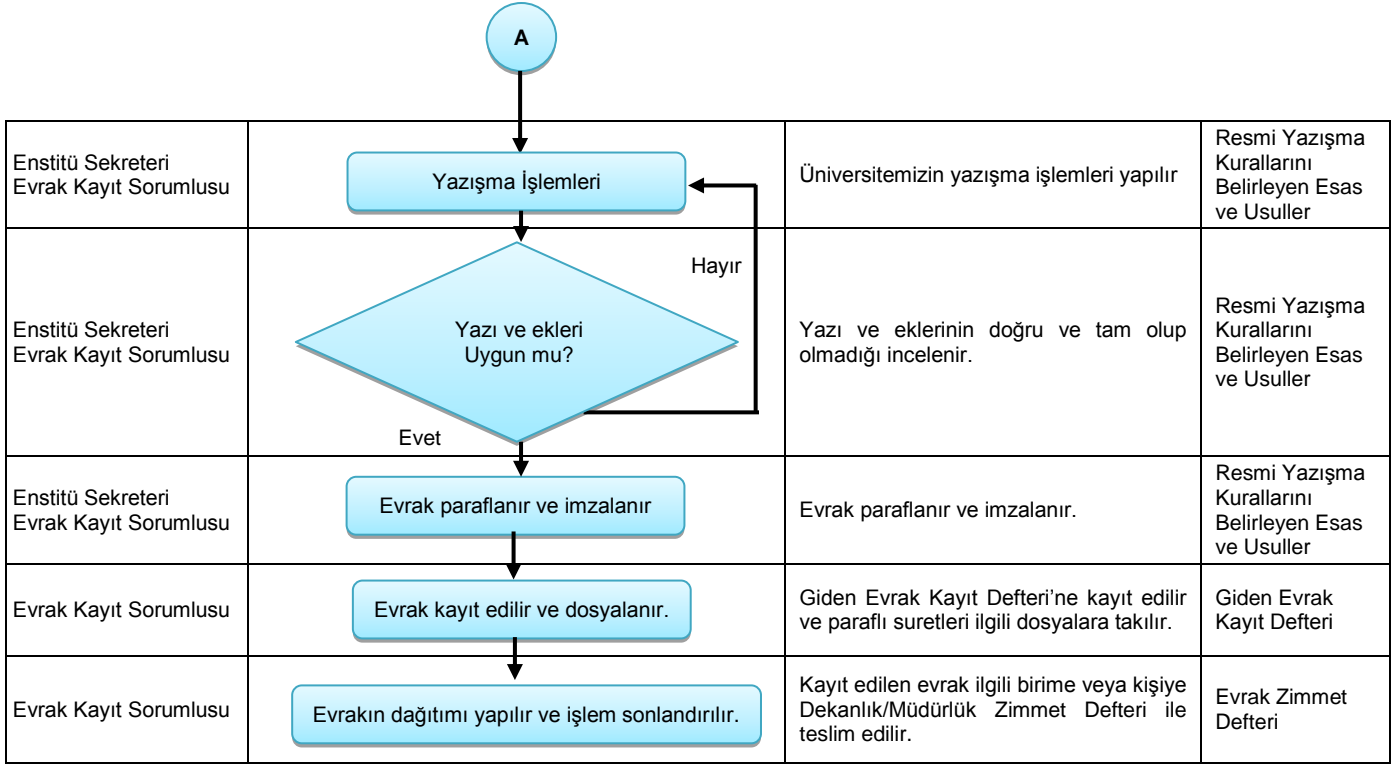 A
Enstitü Sekreteri
Evrak Kayıt Sorumlusu
Yazışma İşlemleri
Üniversitemizin yazışma işlemleri yapılır
Resmi Yazışma
Kurallarını
Belirleyen Esas
ve Usuller
Enstitü Sekreteri
Evrak Kayıt Sorumlusu
Hayır
Yazı ve ekleri
Uygun mu?
Evet
Yazı ve eklerinin doğru ve tam olup
olmadığı incelenir.
Resmi Yazışma
Kurallarını
Belirleyen Esas
ve Usuller
Enstitü Sekreteri
Evrak Kayıt Sorumlusu
Evrak paraflanır ve imzalanır
Evrak paraflanır ve imzalanır.
Resmi Yazışma
Kurallarını
Belirleyen Esas
ve Usuller
Evrak Kayıt Sorumlusu
Evrak kayıt edilir ve dosyalanır.
Giden Evrak Kayıt Defteri’ne kayıt edilir
ve paraflı suretleri ilgili dosyalara takılır.
Giden Evrak
Kayıt Defteri
Evrak Kayıt Sorumlusu
Evrakın dağıtımı yapılır ve işlem sonlandırılır.
Kayıt edilen evrak ilgili birime veya kişiye
Dekanlık/Müdürlük Zimmet Defteri ile
teslim edilir.
Evrak Zimmet
Defteri